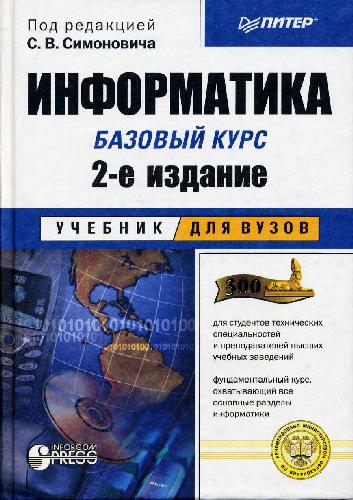 Под редакцией
С. В. Симоновича
ПИТЕР®
ИНФОРМАТИКА
БАЗОВЫЙ КУРС
2-е издание
УЧЕБНИК / ДЛЯ ВУЗОВ
300
для студентов технических
специальностей
и преподавателей высших
учебных заведений
фундаментальный курс,
охватывающий все
основные разделы
информатики
INFORCOM
PRESS